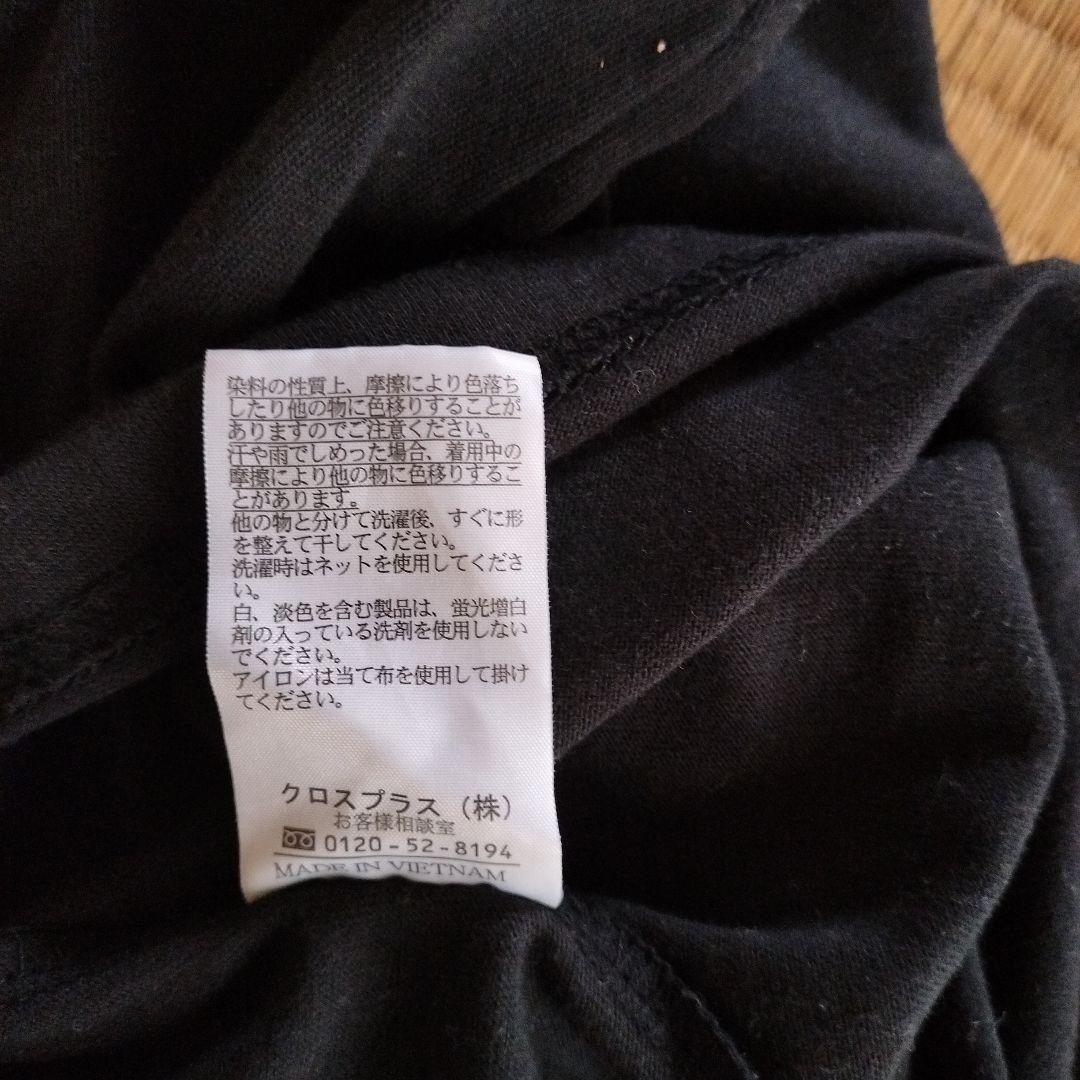 染料の性質上、摩擦により色落ち
したり他の物に色移りすることが
ありますのでご注意ください。
汗や雨でしめった場合、着用中の
摩擦により他の物に色移りするこ
とがあります。
他の物と分けて洗濯後、すぐに形
を整えて干してください。
洗濯時はネットを使用してくださ
い。
白、淡色を含む製品は、蛍光増白
剤の入っている洗剤を使用しない
でください。
アイロンは当て布を使用して掛け
てください。
クロスプラス（株）
お客様相談室
0120-52-8194
MADE IN VIETNAM